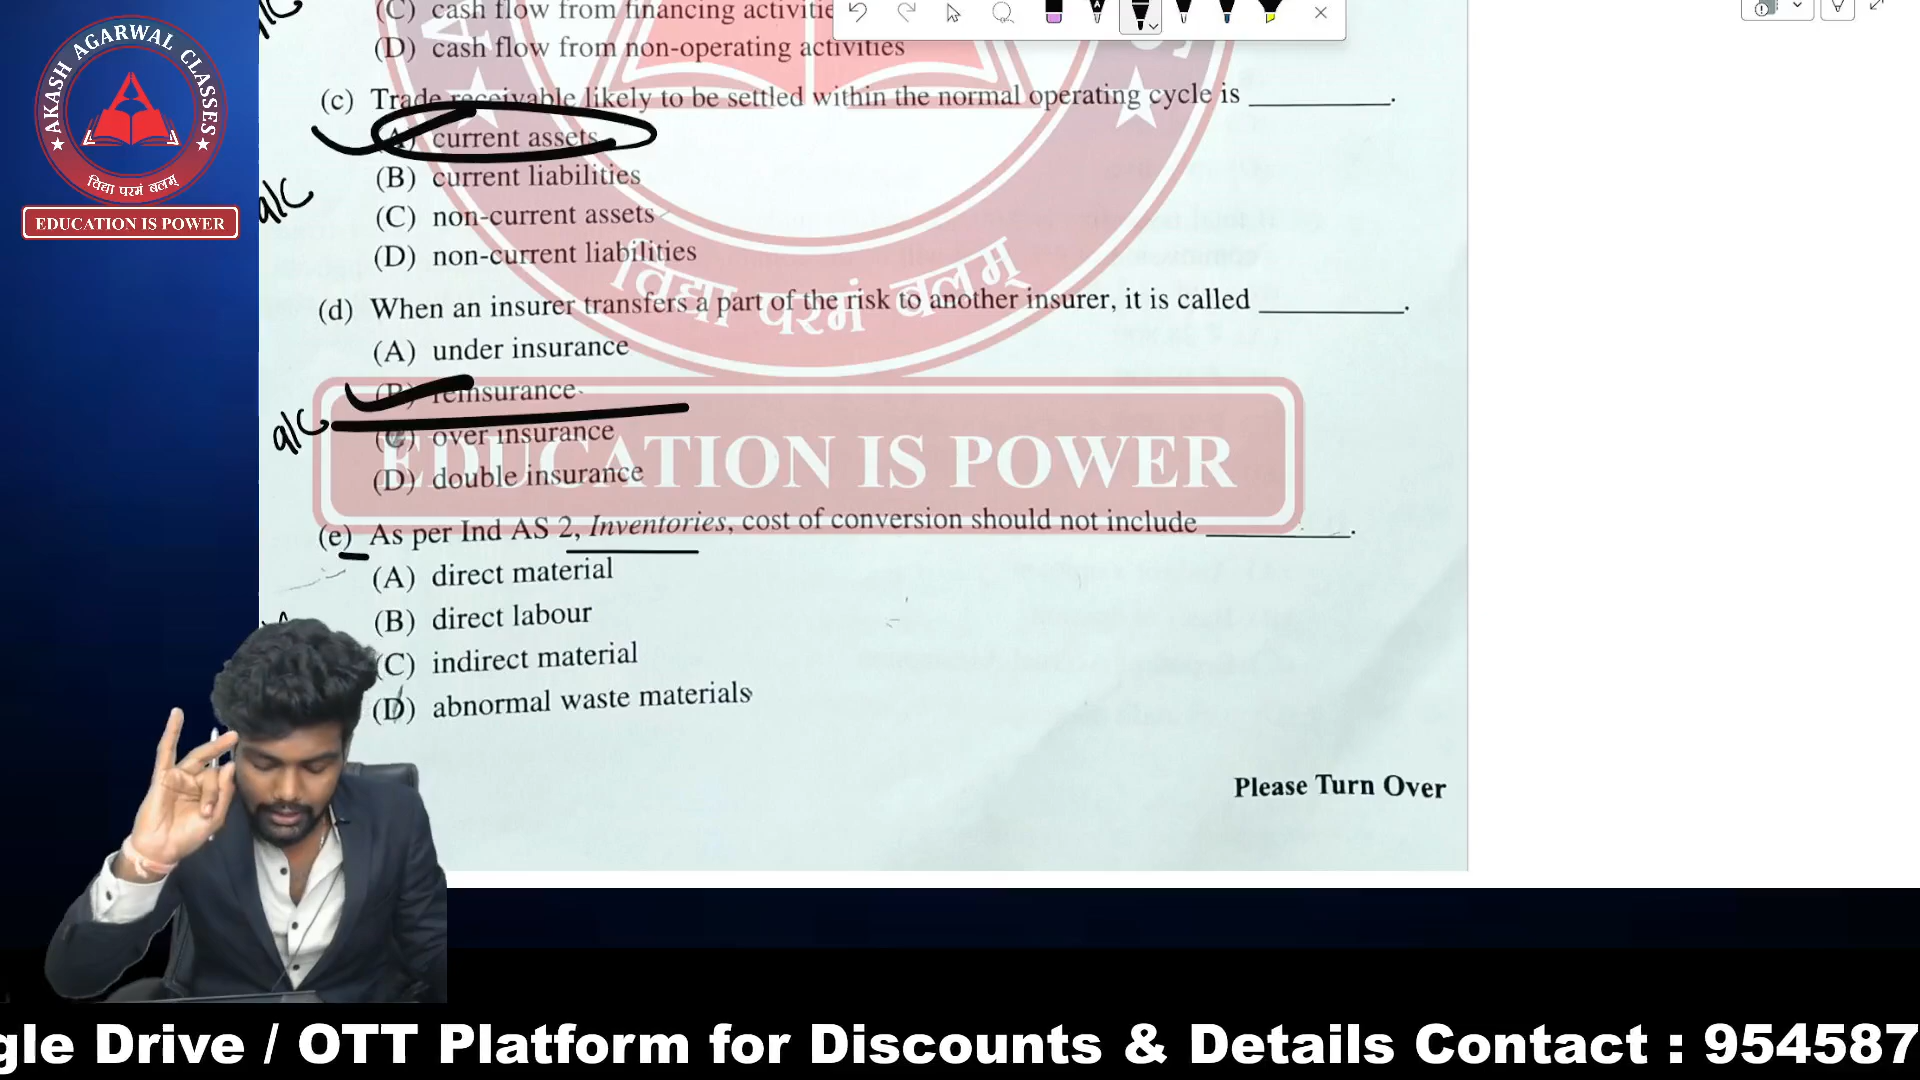 (C) cash flow from financing activitie
(D) cash flow from non-operating activities
AKASH AGARWAL CLASSES
विद्या परमं बलम्
EDUCATION IS POWER
(c) Trade receivable likely to be settled within the normal operating cycle is ________.
(A) current assets
(B) current liabilities
a/c
(C) non-current assets
(D) non-current liabilities
विद्या परमं बलम्
(d) When an insurer transfers a part of the risk to another insurer, it is called ________.
(A) under insurance
(B) reinsurance
a/c
(C) over insurance
(D) double insurance
EDUCATION IS POWER
(e) As per Ind AS 2, Inventories, cost of conversion should not include ________.
(A) direct material
(B) direct labour
(C) indirect material
(D) abnormal waste materials
Please Turn Over
gle Drive / OTT Platform for Discounts & Details Contact : 954587